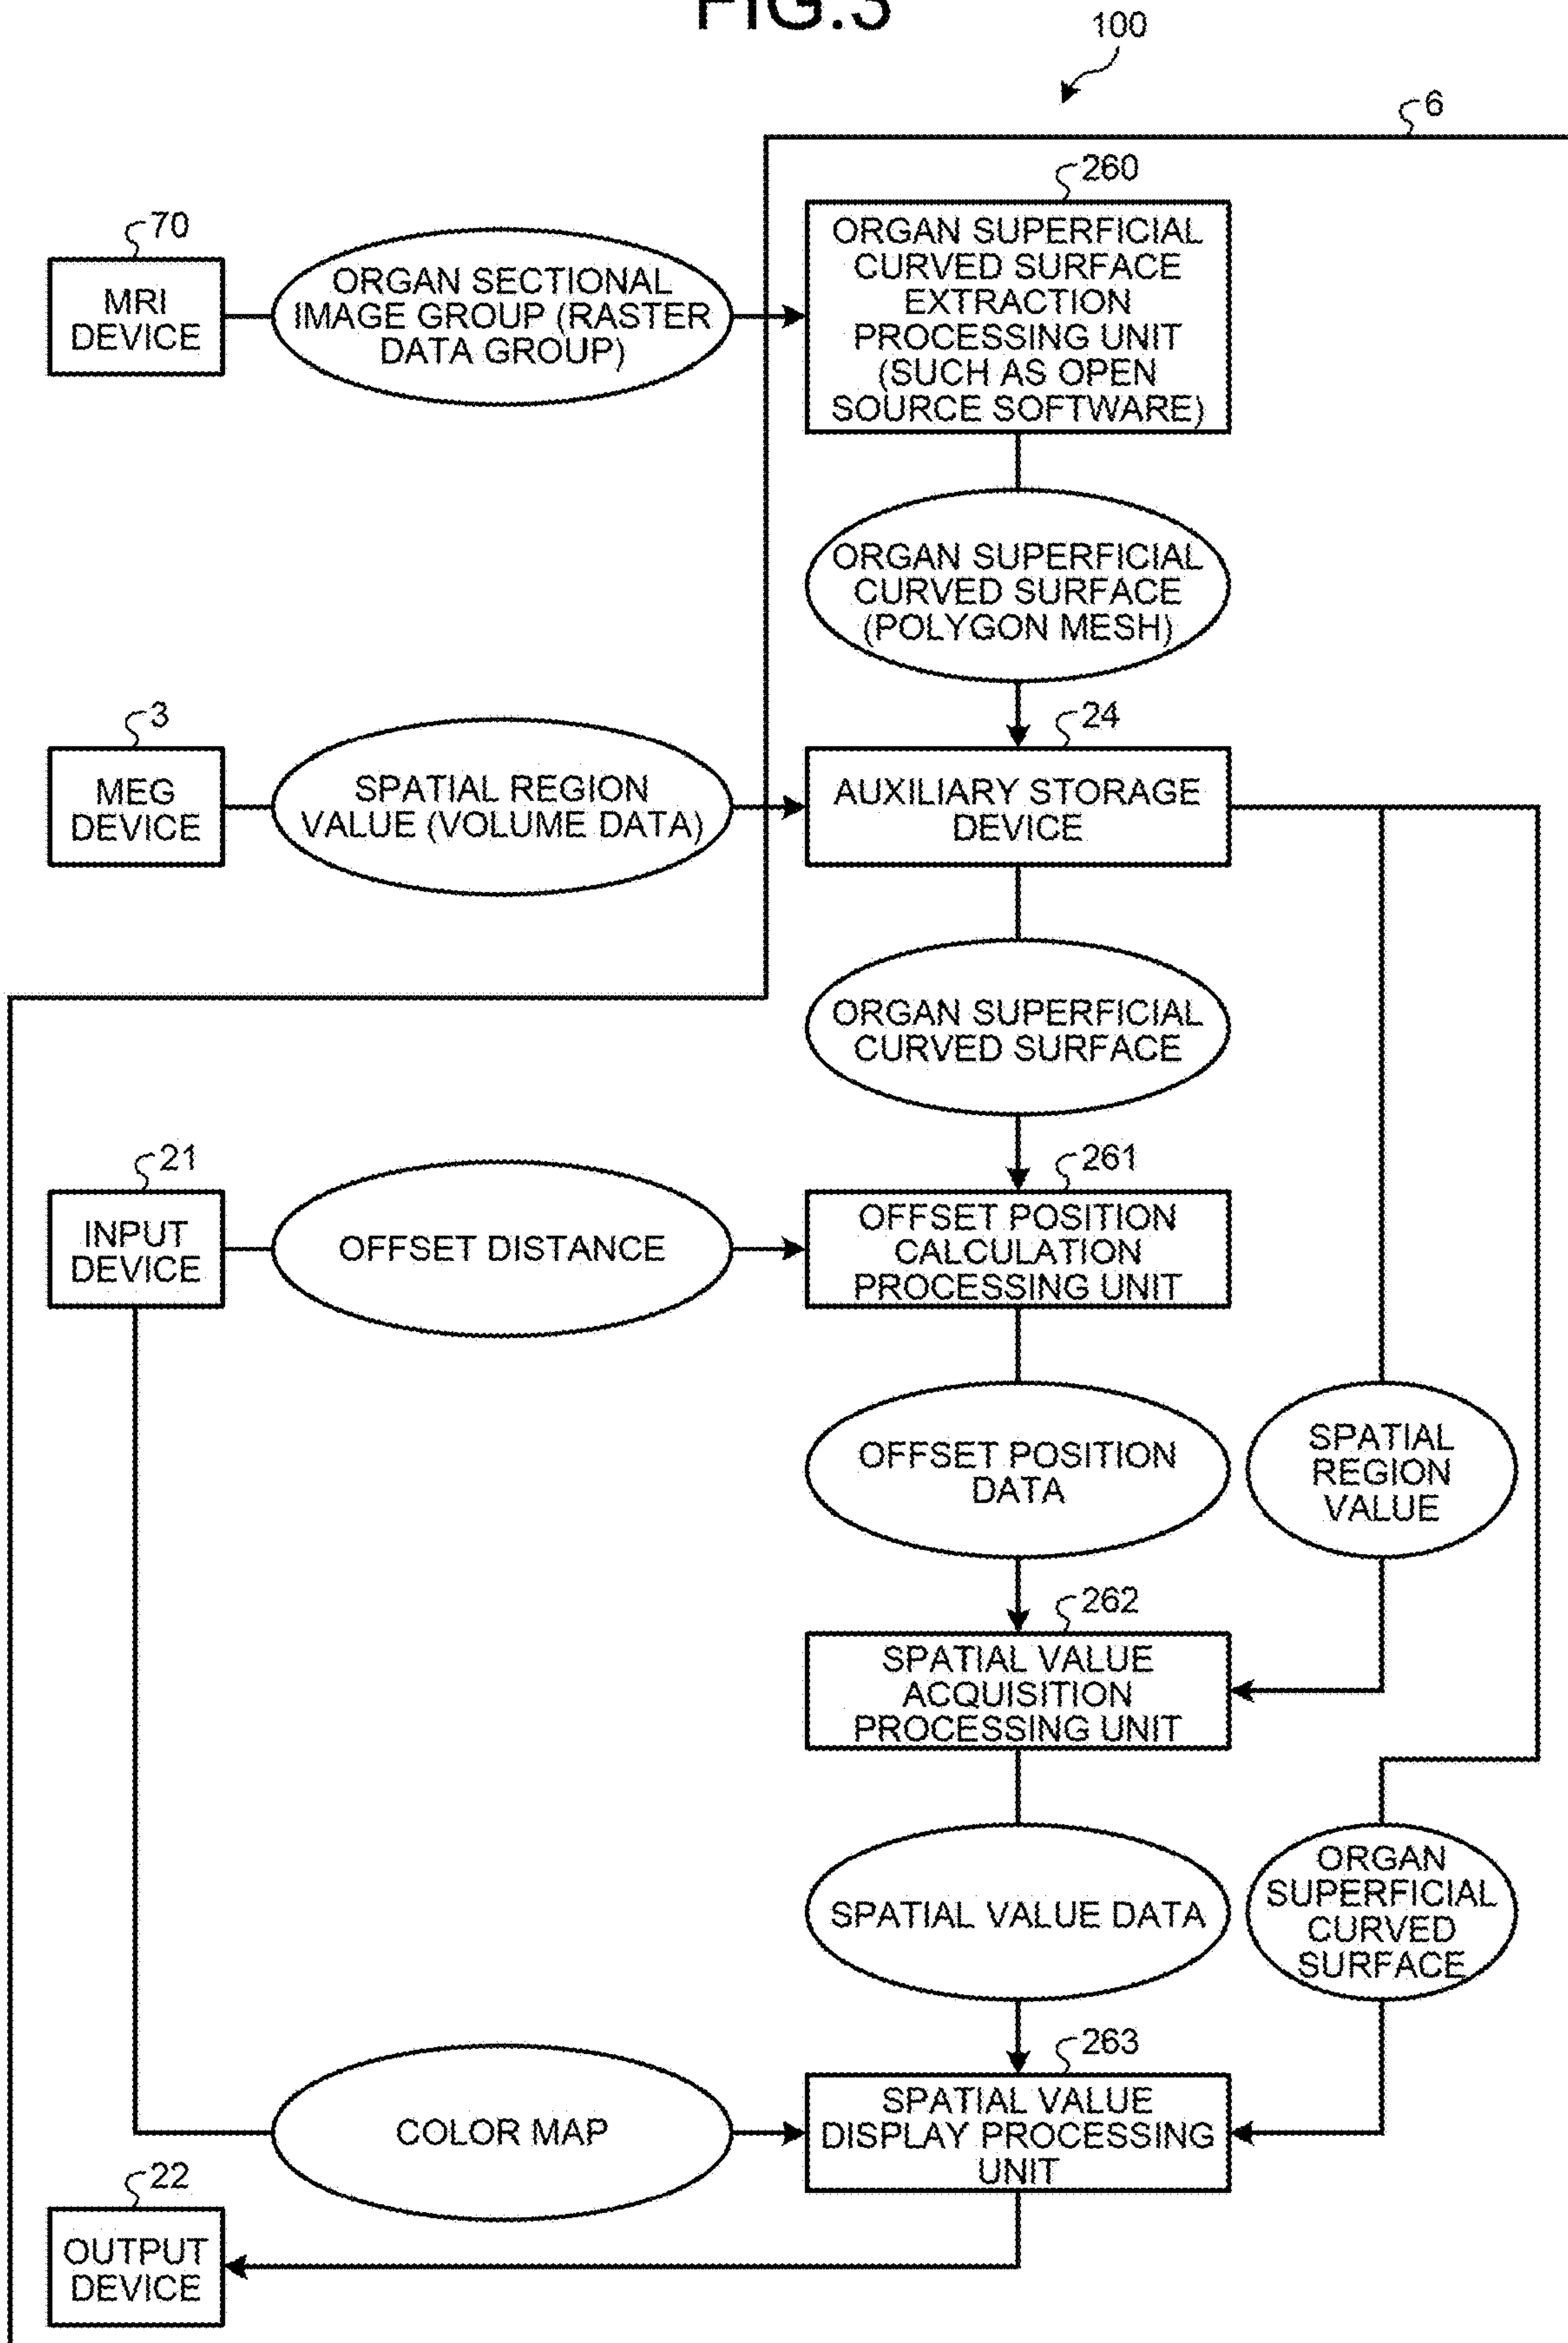 FIG.3
100
6
260
ORGAN SUPERFICIAL
CURVED SURFACE
EXTRACTION
PROCESSING UNIT
(SUCH AS OPEN
SOURCE SOFTWARE)
70
MRI
DEVICE
ORGAN SECTIONAL
IMAGE GROUP (RASTER
DATA GROUP)
ORGAN SUPERFICIAL
CURVED SURFACE
(POLYGON MESH)
3
MEG
DEVICE
SPATIAL REGION
VALUE (VOLUME DATA)
24
AUXILIARY STORAGE
DEVICE
ORGAN SUPERFICIAL
CURVED SURFACE
21
INPUT
DEVICE
OFFSET DISTANCE
261
OFFSET POSITION
CALCULATION
PROCESSING UNIT
OFFSET POSITION
DATA
SPATIAL
REGION
VALUE
262
SPATIAL VALUE
ACQUISITION
PROCESSING UNIT
SPATIAL VALUE DATA
ORGAN
SUPERFICIAL
CURVED
SURFACE
263
SPATIAL VALUE
DISPLAY PROCESSING
UNIT
COLOR MAP
22
OUTPUT
DEVICE